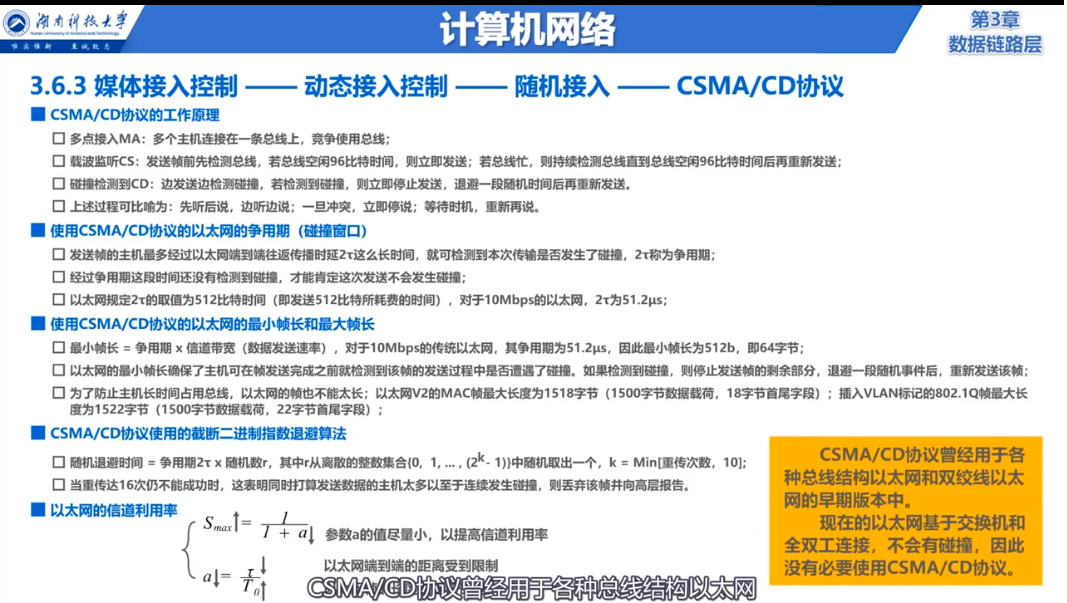 湖南科技大学
Hunan University of Science and Technology
唯实惟新 至诚致志
计算机网络
第3章
数据链路层
3.6.3 媒体接入控制 —— 动态接入控制 —— 随机接入 —— CSMA/CD协议
CSMA/CD协议的工作原理
多点接入MA：多个主机连接在一条总线上，竞争使用总线；
载波监听CS：发送帧前先检测总线，若总线空闲96比特时间，则立即发送；若总线忙，则持续检测总线直到总线空闲96比特时间后再重新发送；
碰撞检测到CD：边发送边检测碰撞，若检测到碰撞，则立即停止发送，退避一段随机时间后再重新发送。
上述过程可比喻为：先听后说，边听边说；一旦冲突，立即停说；等待时机，重新再说。
使用CSMA/CD协议的以太网的争用期（碰撞窗口）
发送帧的主机最多经过以太网端到端往返传播时延2τ这么长时间，就可检测到本次传输是否发生了碰撞，2τ称为争用期；
经过争用期这段时间还没有检测到碰撞，才能肯定这次发送不会发生碰撞；
以太网规定2τ的取值为512比特时间（即发送512比特所耗费的时间），对于10Mbps的以太网，2τ为51.2μs；
使用CSMA/CD协议的以太网的最小帧长和最大帧长
最小帧长 = 争用期 x 信道带宽（数据发送速率），对于10Mbps的传统以太网，其争用期为51.2μs，因此最小帧长为512b，即64字节；
以太网的最小帧长确保了主机可在帧发送完成之前就检测到该帧的发送过程中是否遭遇了碰撞。如果检测到碰撞，则停止发送帧的剩余部分，退避一段随机事件后，重新发送该帧；
为了防止主机长时间占用总线，以太网的帧也不能太长；以太网V2的MAC帧最大长度为1518字节（1500字节数据载荷，18字节首尾字段）；插入VLAN标记的802.1Q帧最大长
度为1522字节（1500字节数据载荷，22字节首尾字段）；
CSMA/CD协议使用的截断二进制指数退避算法
随机退避时间 = 争用期2τ x 随机数r，其中r从离散的整数集合{0，1, ... , (2^k - 1)}中随机取出一个，k = Min[重传次数，10]；
当重传达16次仍不能成功时，这表明同时打算发送数据的主机太多以至于连续发生碰撞，则丢弃该帧并向高层报告。
以太网的信道利用率
Smax↑ = 1 / (1 + a↓) 参数a的值尽量小，以提高信道利用率
a↓ = τ↓ / T0↑ 以太网端到端的距离受到限制
CSMA/CD协议曾经用于各
种总线结构以太网和双绞线以太
网的早期版本中。
现在的以太网基于交换机和
全双工连接，不会有碰撞，因此
没有必要使用CSMA/CD协议。
CSMA/CD协议曾经用于各种总线结构以太网